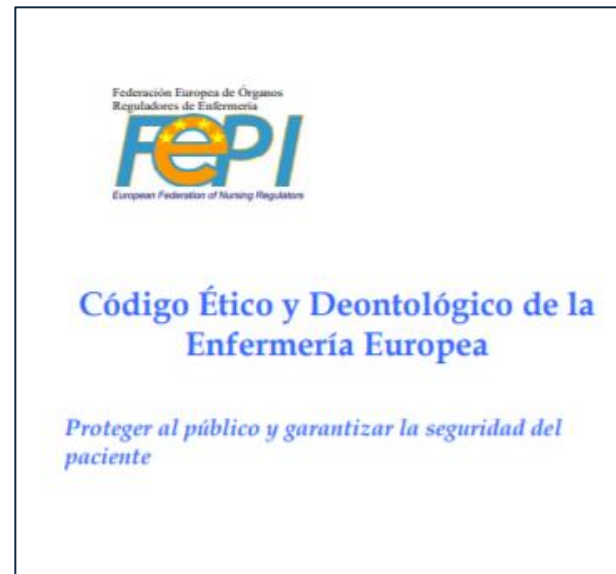 Federación Europea de Órganos
Reguladores de Enfermería
FePI
European Federation of Nursing Regulators
Código Ético y Deontológico de la
Enfermería Europea
Proteger al público y garantizar la seguridad del
paciente